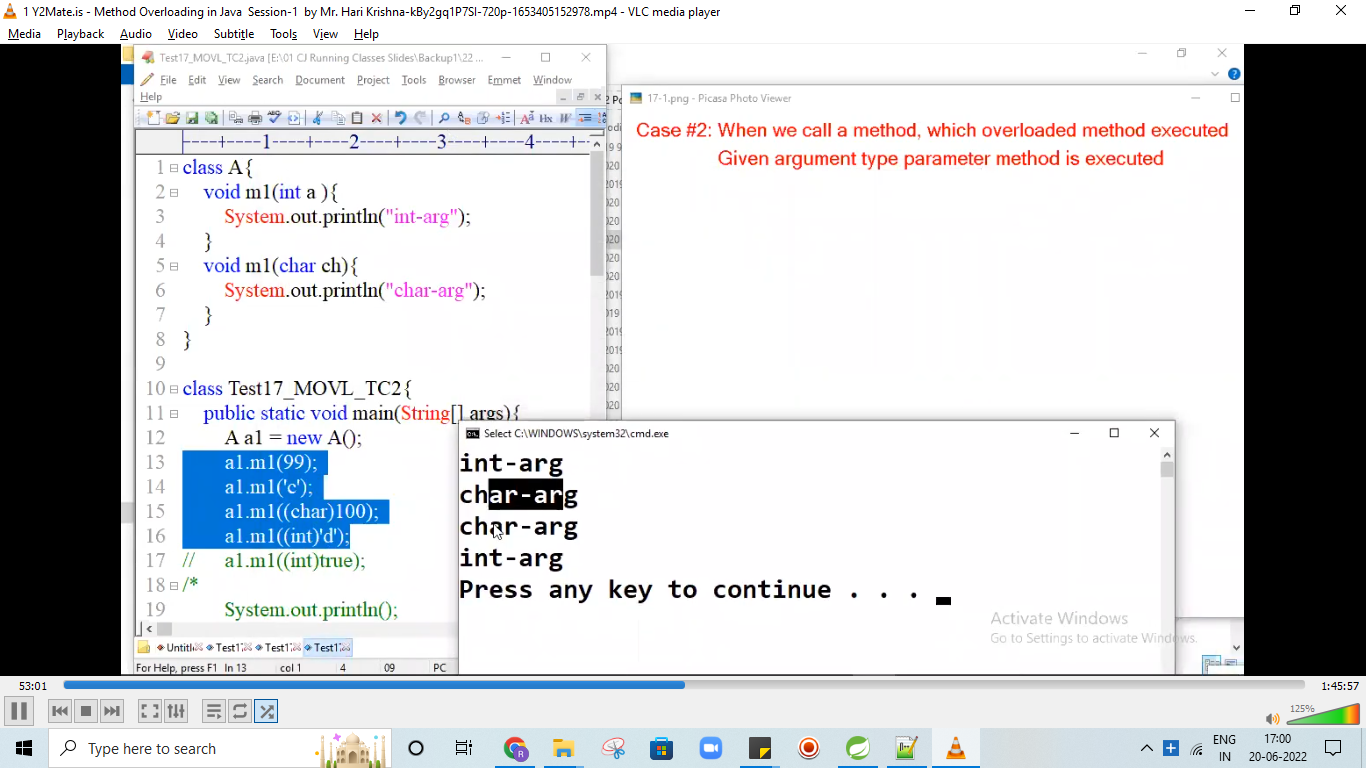 1 Y2Mate.is - Method Overloading in Java Session-1 by Mr. Hari Krishna-kBy2gq1P7SI-720p-1653405152978.mp4 - VLC media player
Media Playback Audio Video Subtitle Tools View Help
Test17_MOVL_TC2.java [E:\01 CJ Running Classes Slides\Backup1\22 ...
File Edit View Search Document Project Tools Browser Emmet Window
Help
17-1.png - Picasa Photo Viewer
Case #2: When we call a method, which overloaded method executed
Given argument type parameter method is executed
----+----1----+----2----+----3----+----4----+-
1 class A{
2 void m1(int a ){
3 System.out.println("int-arg");
4 }
5 void m1(char ch){
6 System.out.println("char-arg");
7 }
8 }
9
10 class Test17_MOVL_TC2{
11 public static void main(String[] args){
12 A a1 = new A();
13 a1.m1(99);
14 a1.m1('c');
15 a1.m1((char)100);
16 a1.m1((int)'d');
17 // a1.m1((int)true);
18 /*
19 System.out.println();
Select C:\WINDOWS\system32\cmd.exe
int-arg
char-arg
char-arg
int-arg
Press any key to continue . . .
Activate Windows
Go to Settings to activate Windows.
Untitl Test1 Test1 Test1
For Help, press F1 ln 13 col 1 4 09 PC
53:01 1:45:57
125%
Type here to search
ENG
IN
17:00
20-06-2022